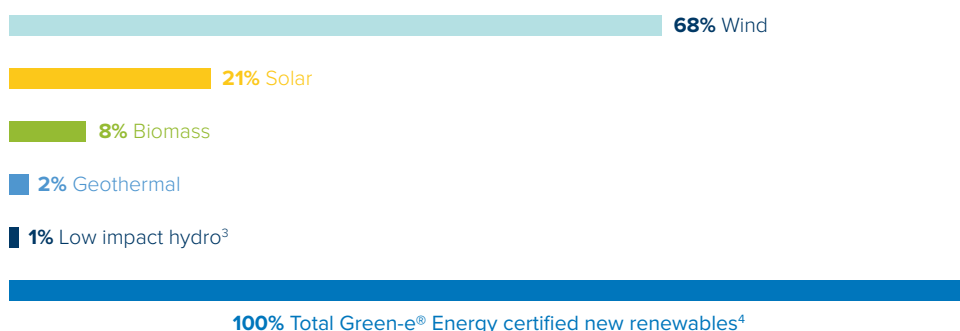 68% Wind
21% Solar
8% Biomass
2% Geothermal
1% Low impact hydro³
100% Total Green-e® Energy certified new renewables⁴